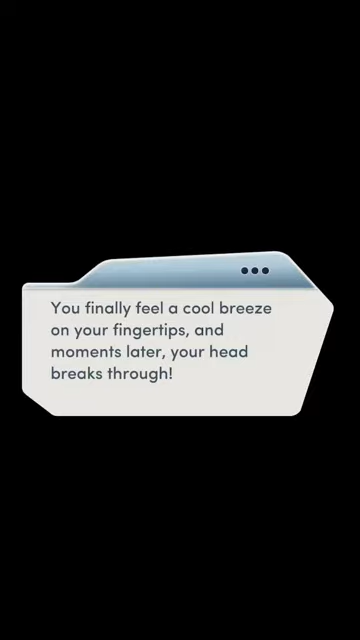 You finally feel a cool breeze
on your fingertips, and
moments later, your head
breaks through!